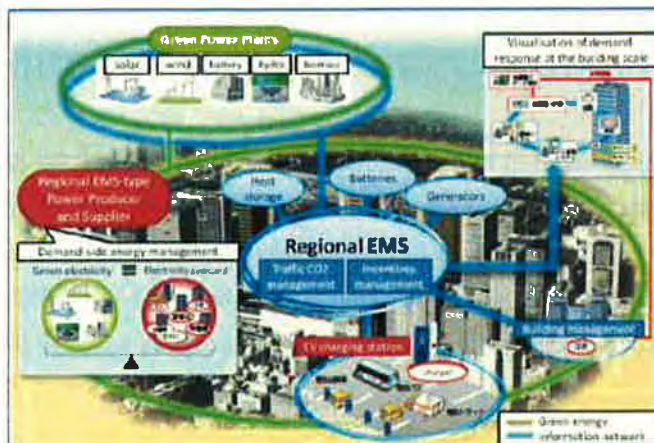 Green Power Plants
solar
wind
battery
hydro
biomass
Visualisation of demand
response at the building scale
Regional EMS-type
Power Producer
and Supplier
Heat
storage
Batteries
Generators
Demand-side energy management
Green electricity
Electricity
Regional EMS
Traffic CO2
management
Incentives
management
EV charging station
Building management
Green energy
Information network